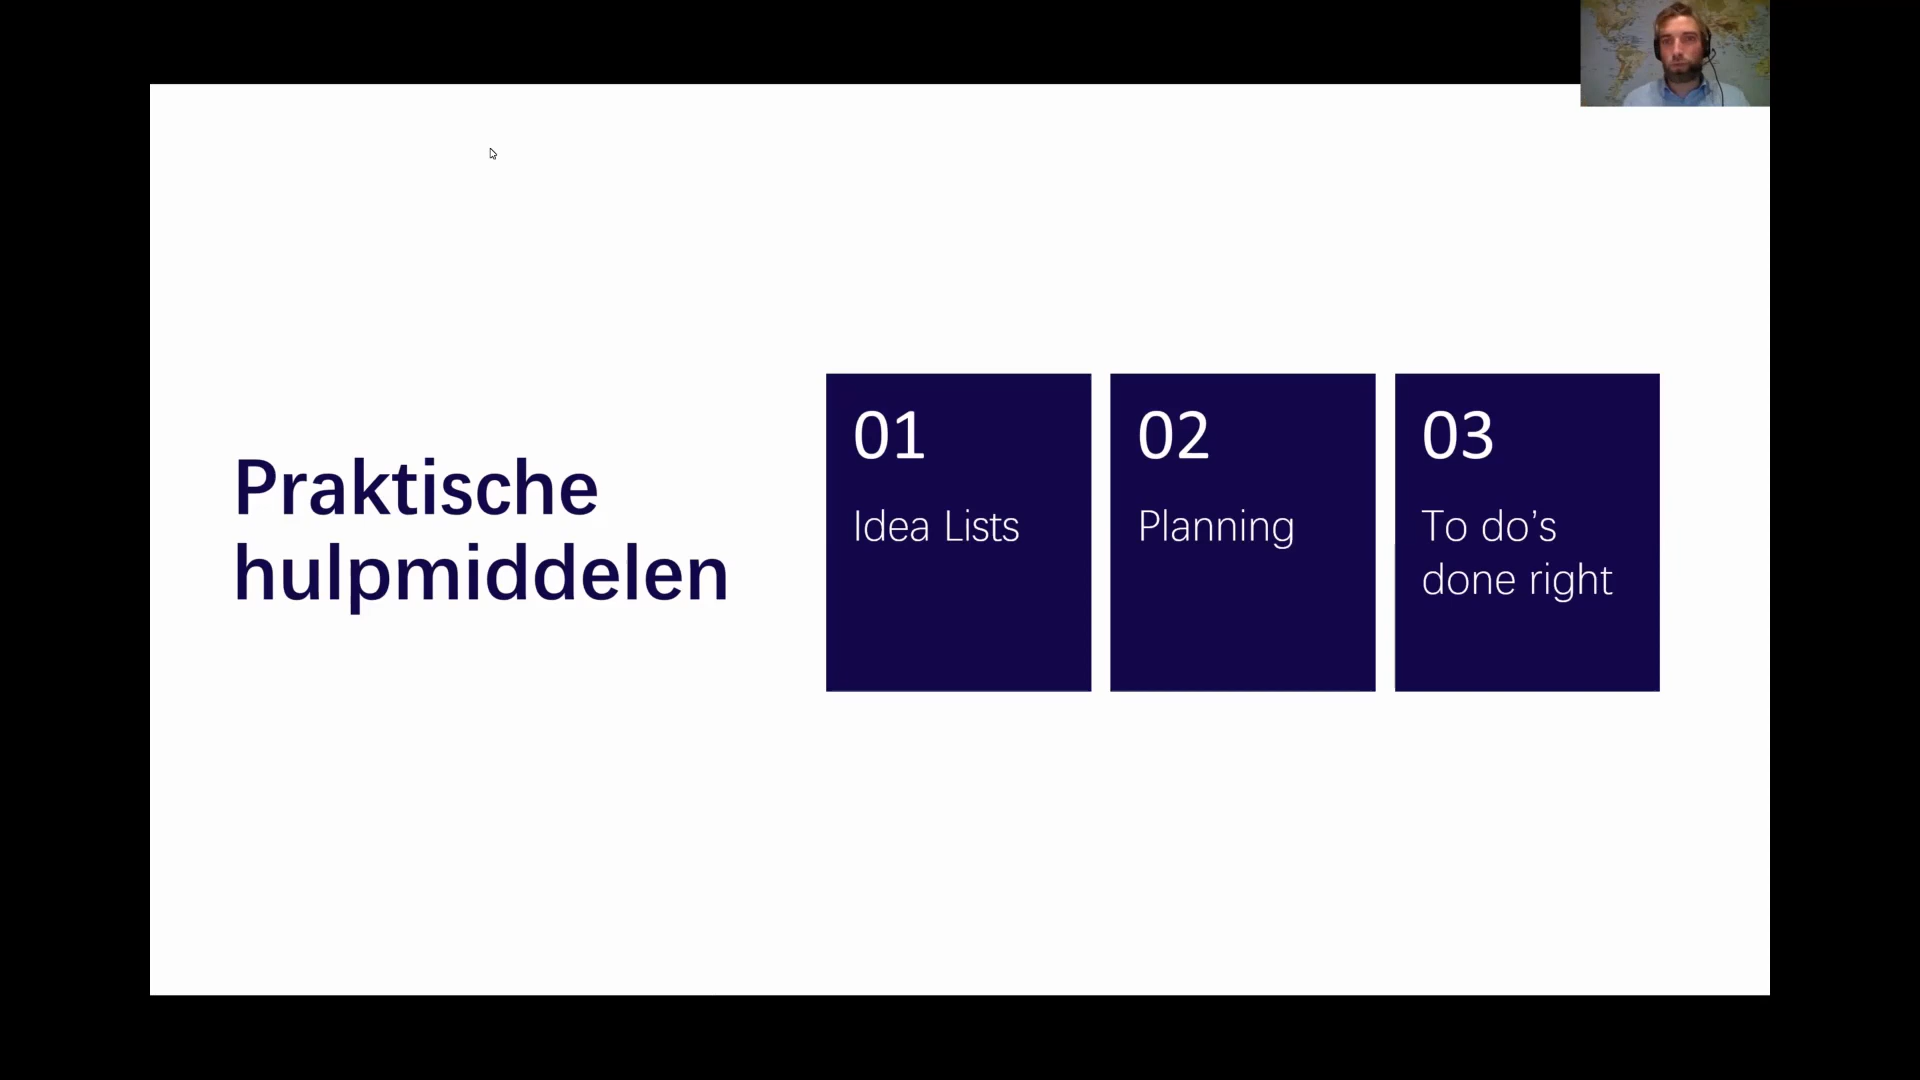 Praktische
hulpmiddelen
01
Idea Lists
02
Planning
03
To do’s
done right